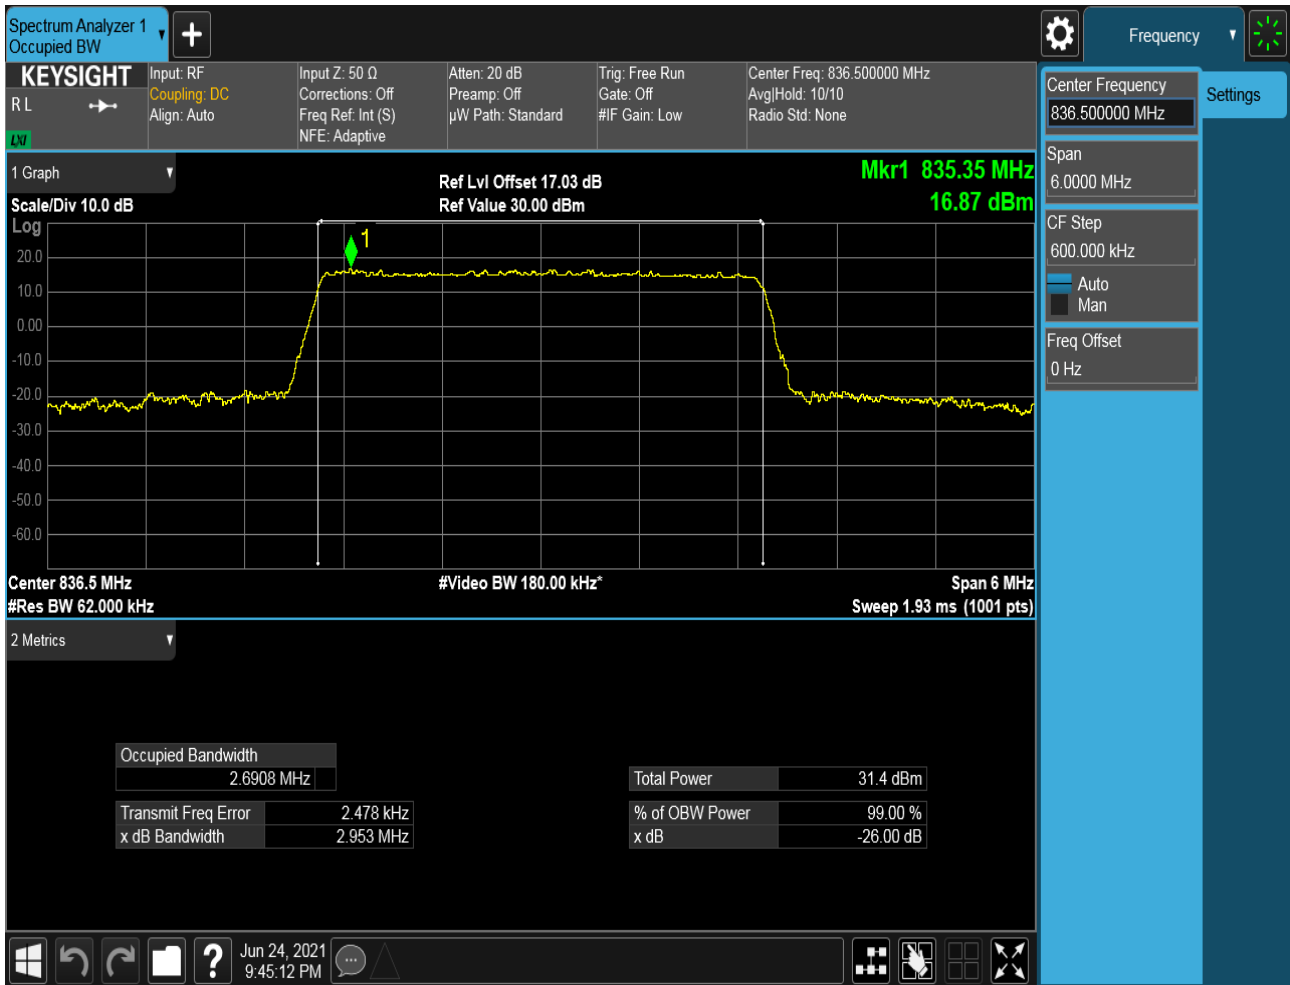 Spectrum Analyzer 1
Occupied BW
Frequency
KEYSIGHT
R L
LXI
Input: RF
Coupling: DC
Align: Auto
Input Z: 50 Ω
Corrections: Off
Freq Ref: Int (S)
NFE: Adaptive
Atten: 20 dB
Preamp: Off
µW Path: Standard
Trig: Free Run
Gate: Off
#IF Gain: Low
Center Freq: 836.500000 MHz
Avg|Hold: 10/10
Radio Std: None
Center Frequency
836.500000 MHz
Settings
Span
6.0000 MHz
CF Step
600.000 kHz
Auto
Man
Freq Offset
0 Hz
1 Graph
Scale/Div 10.0 dB
Ref Lvl Offset 17.03 dB
Ref Value 30.00 dBm
Mkr1 835.35 MHz
16.87 dBm
Log
1
20.0
10.0
0.00
-10.0
-20.0
-30.0
-40.0
-50.0
-60.0
Center 836.5 MHz
#Video BW 180.00 kHz*
Span 6 MHz
#Res BW 62.000 kHz
Sweep 1.93 ms (1001 pts)
2 Metrics
Occupied Bandwidth
2.6908 MHz
Transmit Freq Error 2.478 kHz
x dB Bandwidth 2.953 MHz
Total Power 31.4 dBm
% of OBW Power 99.00 %
x dB -26.00 dB
?
Jun 24, 2021
9:45:12 PM